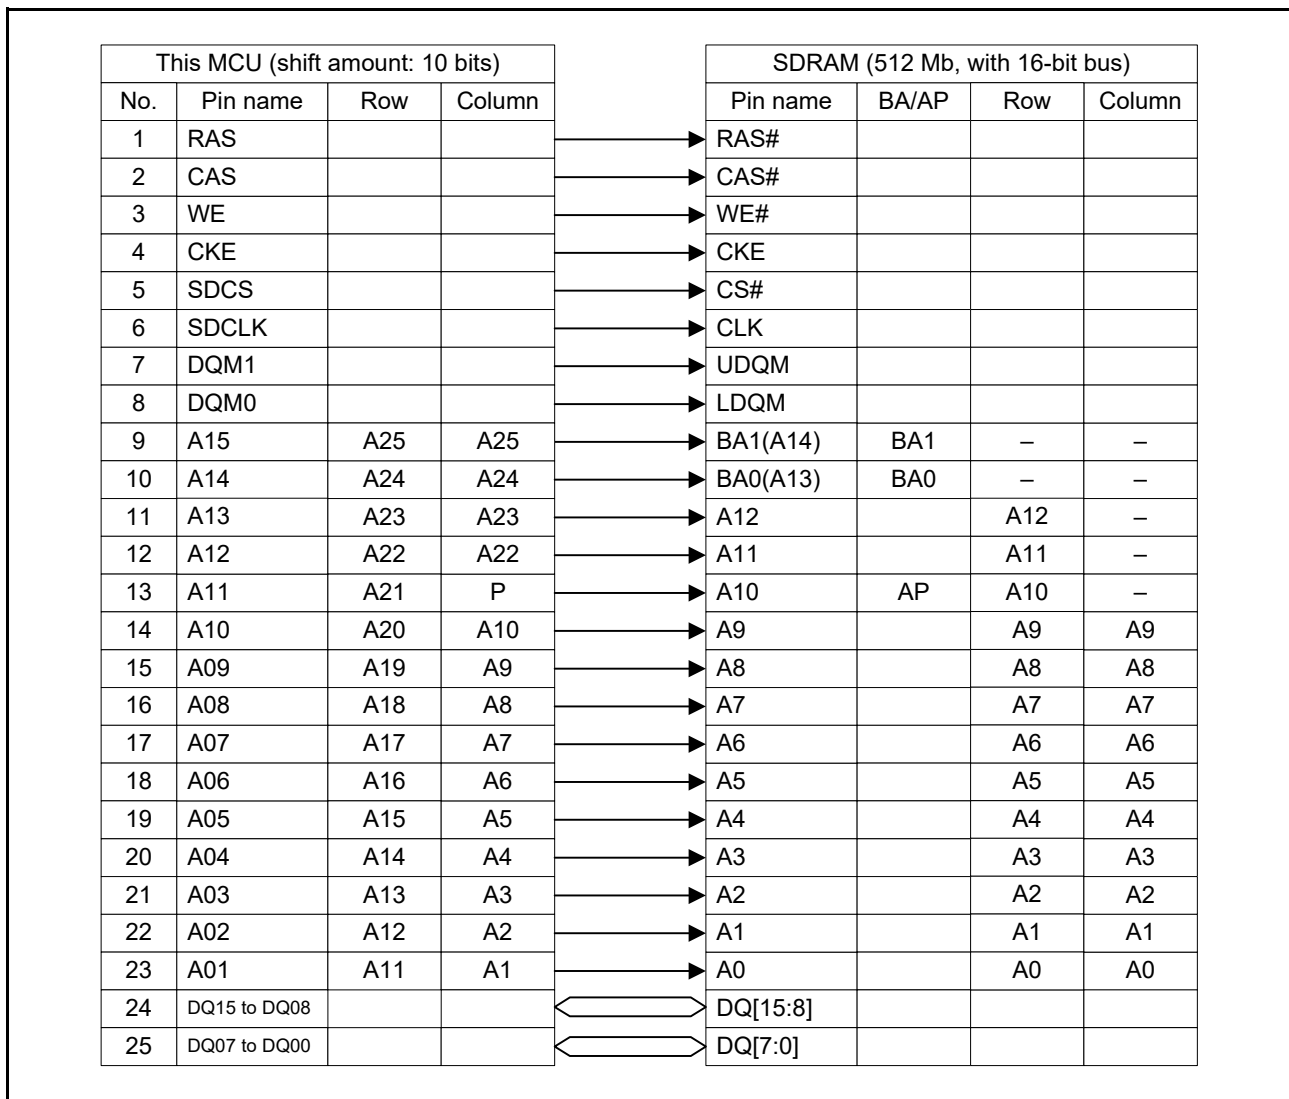 This MCU (shift amount: 10 bits) SDRAM (512 Mb, with 16-bit bus)
No. Pin name Row Column Pin name BA/AP Row Column
1 RAS RAS#
2 CAS CAS#
3 WE WE#
4 CKE CKE
5 SDCS CS#
6 SDCLK CLK
7 DQM1 UDQM
8 DQM0 LDQM
9 A15 A25 A25 BA1(A14) BA1 – –
10 A14 A24 A24 BA0(A13) BA0 – –
11 A13 A23 A23 A12 A12 –
12 A12 A22 A22 A11 A11 –
13 A11 A21 P A10 AP A10 –
14 A10 A20 A10 A9 A9 A9
15 A09 A19 A9 A8 A8 A8
16 A08 A18 A8 A7 A7 A7
17 A07 A17 A7 A6 A6 A6
18 A06 A16 A6 A5 A5 A5
19 A05 A15 A5 A4 A4 A4
20 A04 A14 A4 A3 A3 A3
21 A03 A13 A3 A2 A2 A2
22 A02 A12 A2 A1 A1 A1
23 A01 A11 A1 A0 A0 A0
24 DQ15 to DQ08 DQ[15:8]
25 DQ07 to DQ00 DQ[7:0]